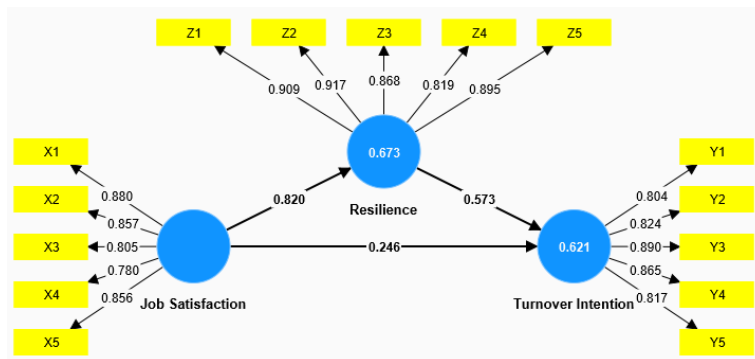 Z1 Z2 Z3 Z4 Z5
0.909 0.917 0.868 0.819 0.895
0.673
Resilience
X1
X2
X3
X4
X5
0.880
0.857
0.805
0.780
0.856
Job Satisfaction
0.820
0.573
0.246
0.621
Turnover Intention
0.804
0.824
0.890
0.865
0.817
Y1
Y2
Y3
Y4
Y5